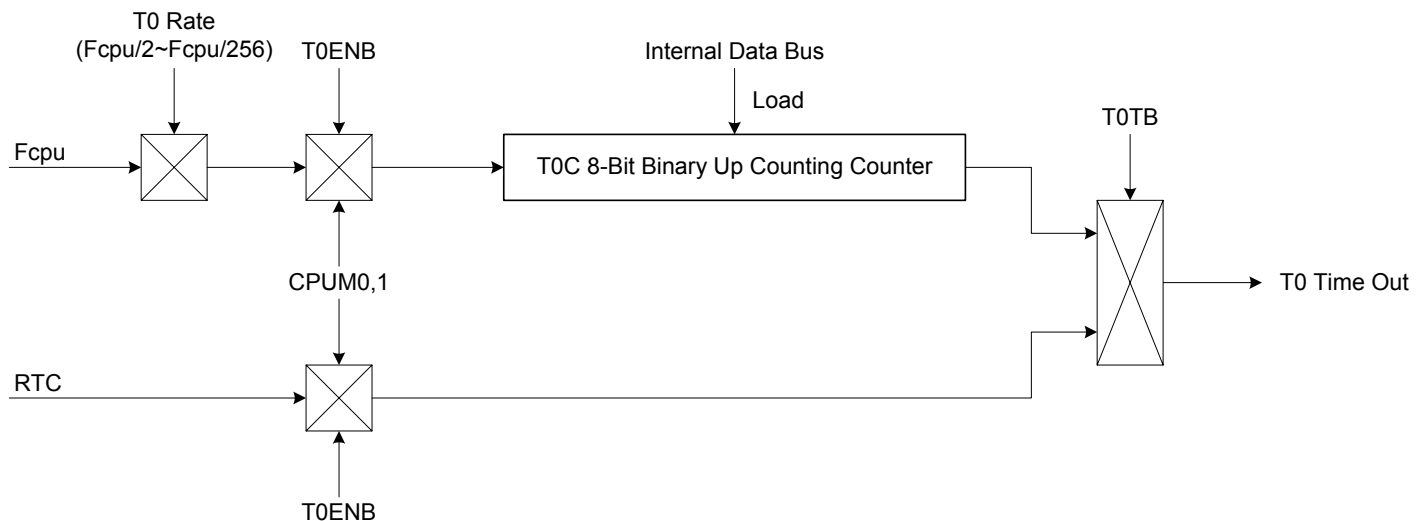 T0 Rate
(Fcpu/2~Fcpu/256)
T0ENB
Internal Data Bus
Load
T0TB
Fcpu
T0C 8-Bit Binary Up Counting Counter
CPUM0,1
T0 Time Out
RTC
T0ENB